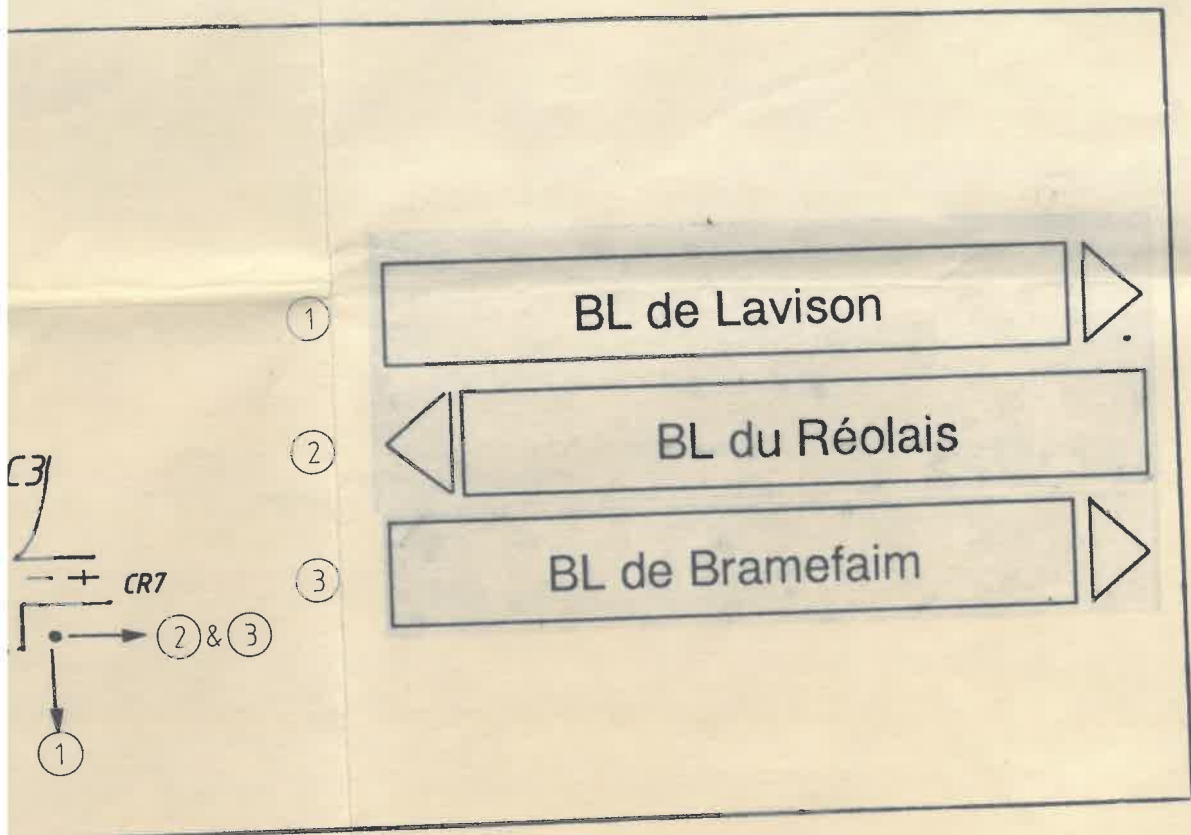 1 BL de Lavison
2 BL du Réolais
C3
3 BL de Bramefaim
CR7
2 & 3
1